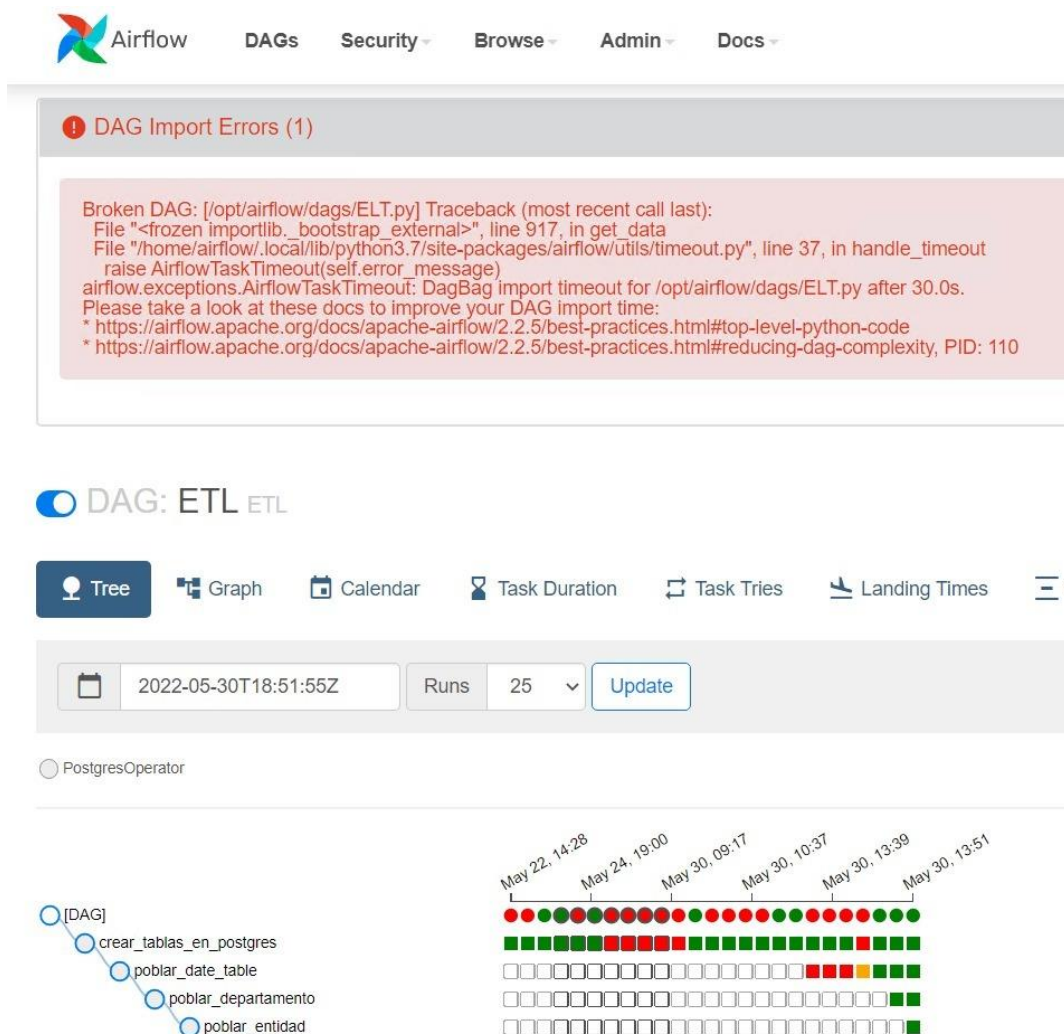 Airflow DAGs Security Browse Admin Docs
DAG Import Errors (1)
Broken DAG: [/opt/airflow/dags/ELT.py] Traceback (most recent call last):
File "<frozen importlib._bootstrap_external>", line 917, in get_data
File "/home/airflow/.local/lib/python3.7/site-packages/airflow/utils/timeout.py", line 37, in handle_timeout
raise AirflowTaskTimeout(self.error_message)
airflow.exceptions.AirflowTaskTimeout: DagBag import timeout for /opt/airflow/dags/ELT.py after 30.0s.
Please take a look at these docs to improve your DAG import time:
* https://airflow.apache.org/docs/apache-airflow/2.2.5/best-practices.html#top-level-python-code
* https://airflow.apache.org/docs/apache-airflow/2.2.5/best-practices.html#reducing-dag-complexity, PID: 110
DAG: ETL ETL
Tree Graph Calendar Task Duration Task Tries Landing Times
2022-05-30T18:51:55Z Runs 25 Update
PostgresOperator
May 22, 14:28 May 24, 19:00 May 30, 09:17 May 30, 10:37 May 30, 13:39 May 30, 13:51
[DAG]
crear_tablas_en_postgres
poblar_date_table
poblar_departamento
poblar_entidad